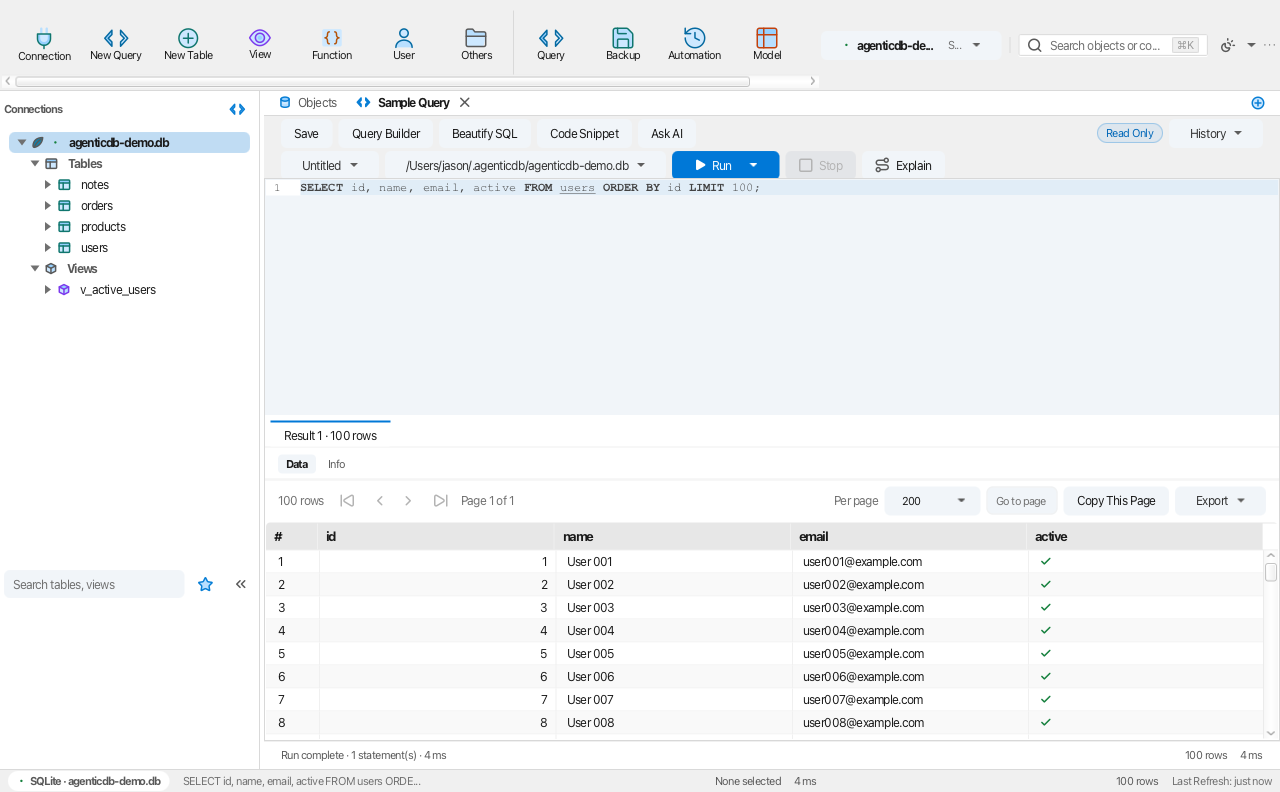 Connection New Query New Table View Function User Others Query Backup Automation Model agenticdb-de... S... Search objects or co... ⌘K ···
Connections
Objects Sample Query
agenticdb-demo.db
Tables
notes
orders
products
users
Views
v_active_users
Search tables, views
Save Query Builder Beautify SQL Code Snippet Ask AI Read Only History
Untitled /Users/jason/.agenticdb/agenticdb-demo.db Run Stop Explain
1 SELECT id, name, email, active FROM users ORDER BY id LIMIT 100;
Result 1 · 100 rows
Data Info
100 rows Page 1 of 1 Per page 200 Go to page Copy This Page Export
# id name email active
1 1 User 001 user001@example.com ✓
2 2 User 002 user002@example.com ✓
3 3 User 003 user003@example.com ✓
4 4 User 004 user004@example.com ✓
5 5 User 005 user005@example.com ✓
6 6 User 006 user006@example.com ✓
7 7 User 007 user007@example.com ✓
8 8 User 008 user008@example.com ✓
Run complete · 1 statement(s) · 4 ms 100 rows 4 ms
SQLite · agenticdb-demo.db SELECT id, name, email, active FROM users ORDE... None selected 4 ms 100 rows Last Refresh: just now